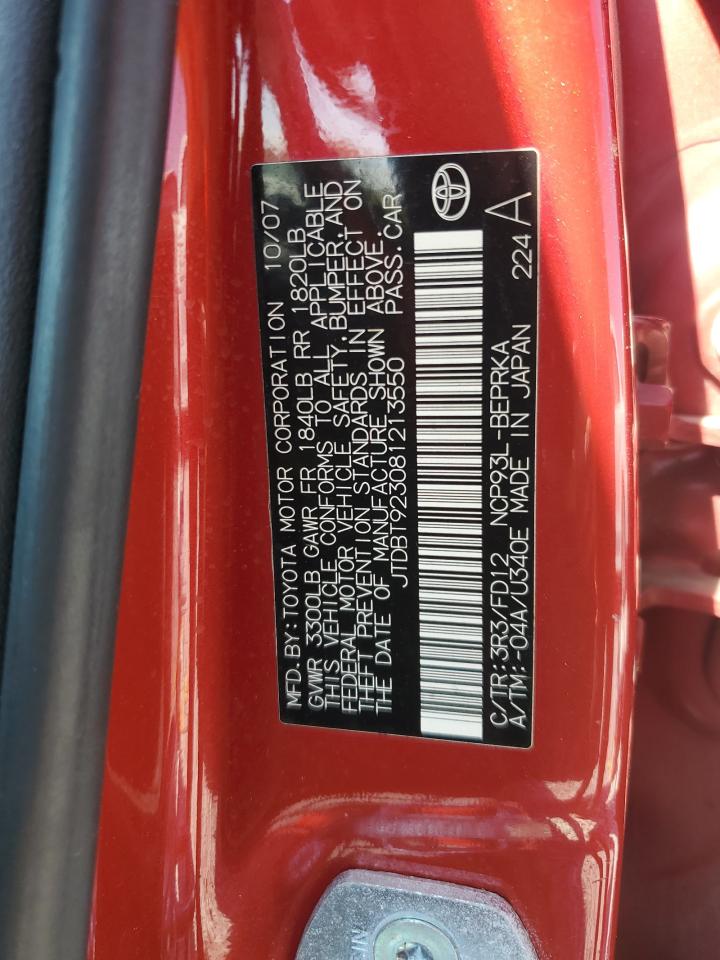 MFD.BY:TOYOTA MOTOR CORPORATION 10/07
GVWR 3300LB GAWR FR 1840LB RR 1820LB
THIS VEHICLE CONFORMS TO ALL APPLICABLE
FEDERAL MOTOR VEHICLE SAFETY,BUMPER,AND
THEFT PREVENTION STANDARDS IN EFFECT ON
THE DATE OF MANUFACTURE SHOWN ABOVE.
JTDBT923081213550 PASS.CAR
C/TR:3R3/FD12 NCP93L-BEPRKA
A/TM:-04A/U340E MADE IN JAPAN 224 A